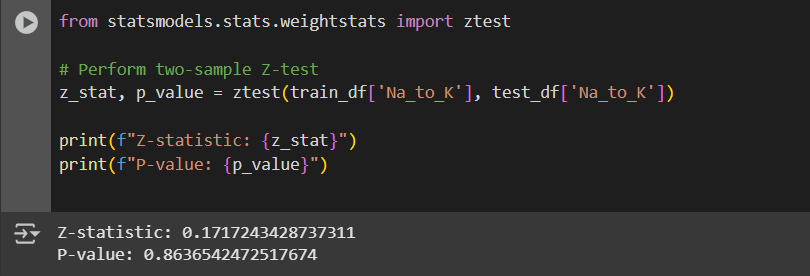 from statsmodels.stats.weightstats import ztest
# Perform two-sample Z-test
z_stat, p_value = ztest(train_df['Na_to_K'], test_df['Na_to_K'])
print(f"Z-statistic: {z_stat}")
print(f"P-value: {p_value}")
Z-statistic: 0.1717243428737311
P-value: 0.8636542472517674